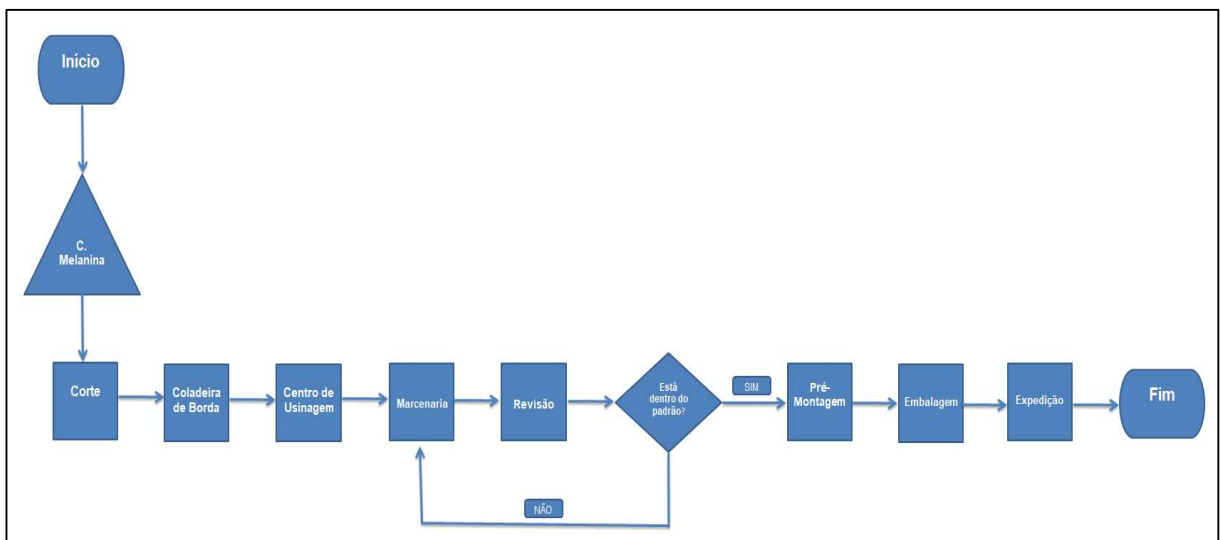 Início
C.
Melanina
Corte
Coladeira
de Borda
Centro de
Usinagem
Marcenaria
Revisão
Está
dentro do
padrão?
SIM
Pré-
Montagem
Embalagem
Expedição
Fim
NÃO